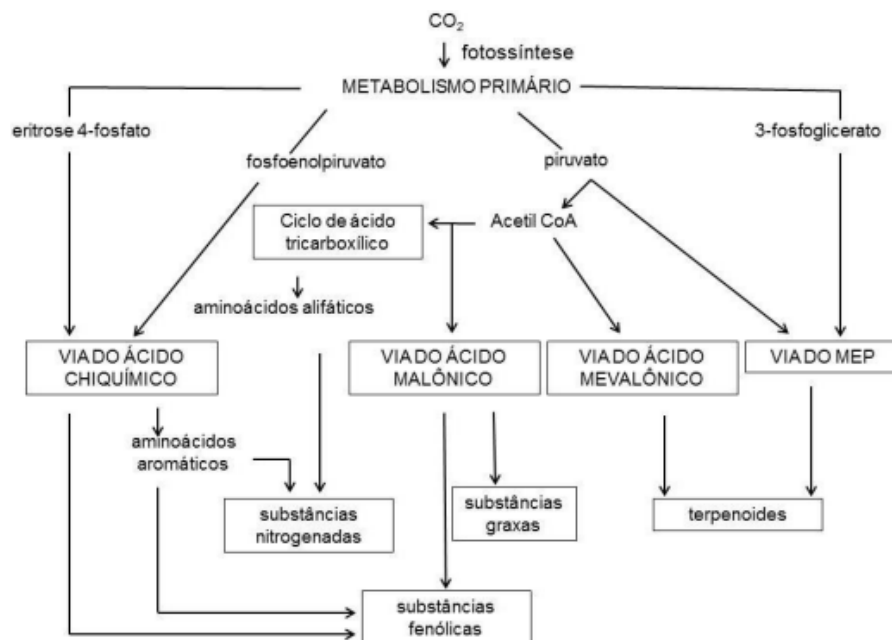 CO₂
fotossíntese
METABOLISMO PRIMÁRIO
eritrose 4-fosfato
3-fosfoglicerato
fosfoenolpiruvato
piruvato
Ciclo de ácido
tricarboxílico
Acetil CoA
aminoácidos alifáticos
VIA DO ÁCIDO
CHIQUÍMICO
VIA DO ÁCIDO
MALÔNICO
VIA DO ÁCIDO
MEVALÔNICO
VIA DO MEP
aminoácidos
aromáticos
substâncias
nitrogenadas
substâncias
graxas
terpenoides
substâncias
fenólicas